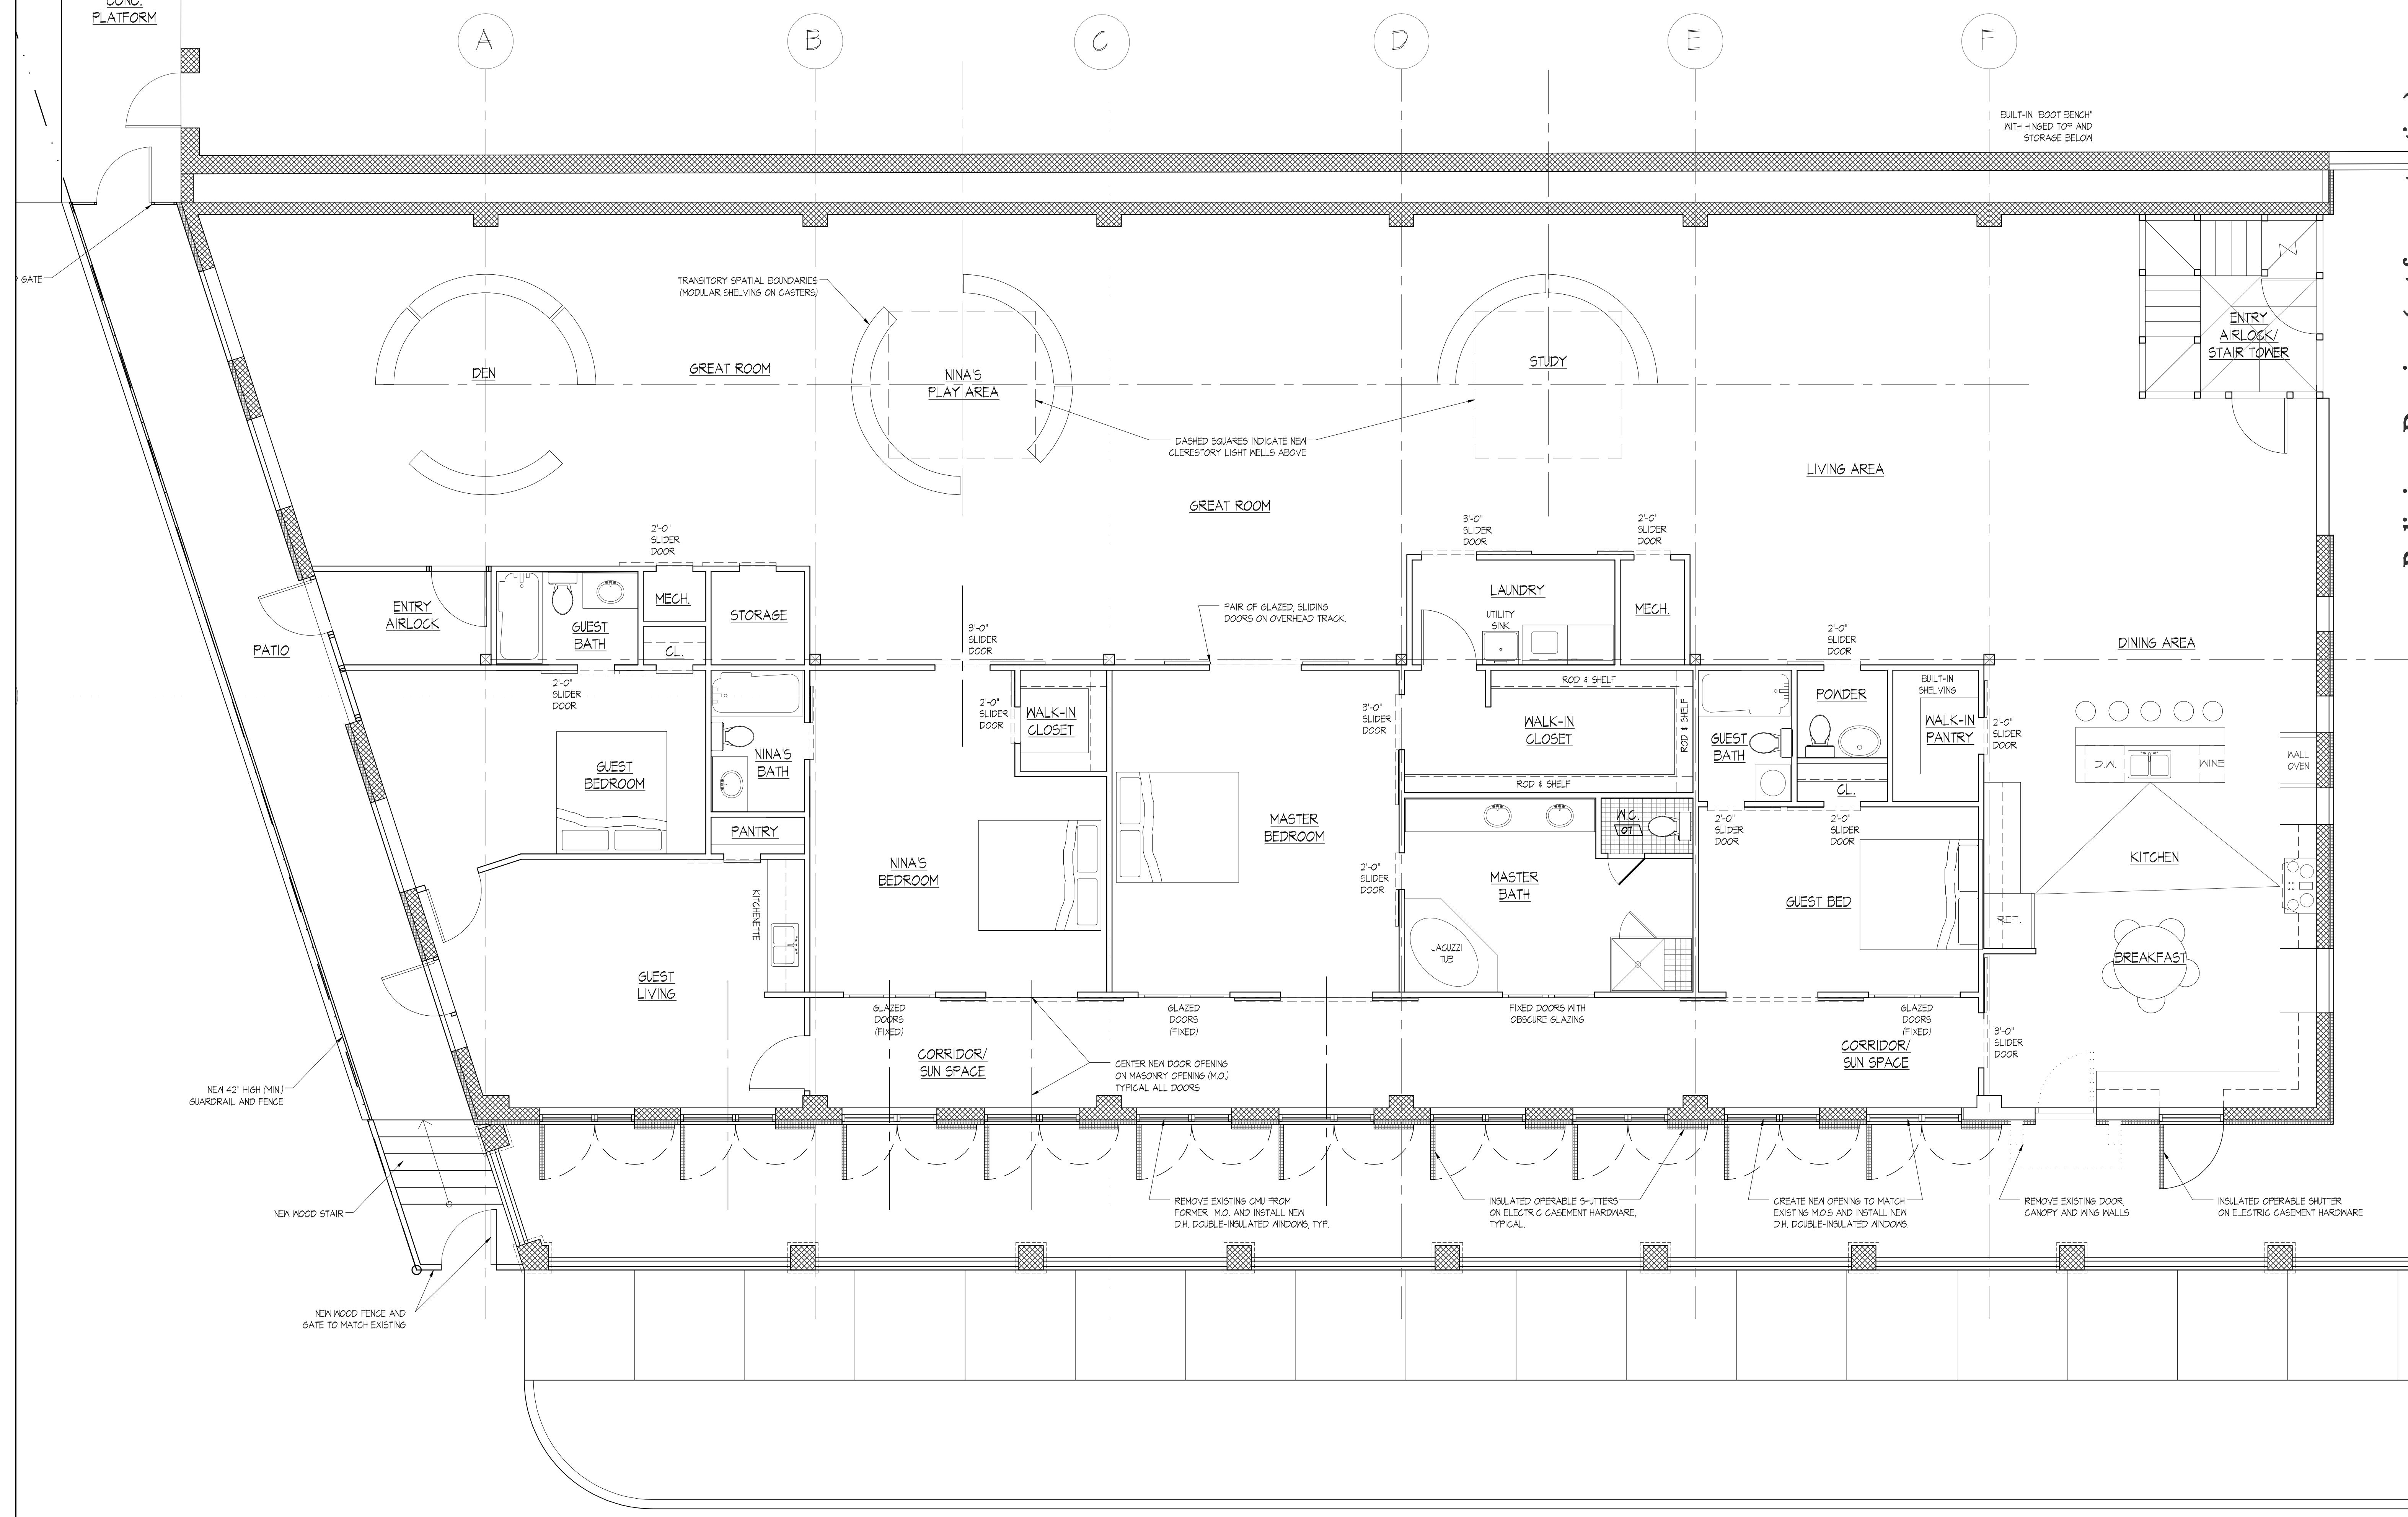 CONC.
PLATFORM
A
B
C
D
E
F
BUILT-IN "BOOT BENCH"
WITH HINGED TOP AND
STORAGE BELOW
GATE
TRANSITORY SPATIAL BOUNDARIES
(MODULAR SHELVING ON CASTERS)
DEN
GREAT ROOM
NINA'S
PLAY AREA
STUDY
ENTRY
AIRLOCK/
STAIR TOWER
DASHED SQUARES INDICATE NEW
CLERESTORY LIGHT WELLS ABOVE
LIVING AREA
GREAT ROOM
2'-0"
SLIDER
DOOR
3'-0"
SLIDER
DOOR
2'-0"
SLIDER
DOOR
ENTRY
AIRLOCK
GUEST
BATH
MECH.
STORAGE
CL.
PATIO
3'-0"
SLIDER
DOOR
PAIR OF GLAZED, SLIDING
DOORS ON OVERHEAD TRACK.
LAUNDRY
UTILITY
SINK
MECH.
2'-0"
SLIDER
DOOR
DINING AREA
2'-0"
SLIDER
DOOR
NINA'S
BATH
2'-0"
SLIDER
DOOR
WALK-IN
CLOSET
3'-0"
SLIDER
DOOR
ROD & SHELF
WALK-IN
CLOSET
ROD & SHELF
ROD & SHELF
GUEST
BATH
POWDER
CL.
BUILT-IN
SHELVING
WALK-IN
PANTRY
2'-0"
SLIDER
DOOR
D.W.
WINE
WALL
OVEN
GUEST
BEDROOM
PANTRY
KITCHENETTE
NINA'S
BEDROOM
MASTER
BEDROOM
2'-0"
SLIDER
DOOR
W.C.
07
MASTER
BATH
JACUZZI
TUB
2'-0"
SLIDER
DOOR
2'-0"
SLIDER
DOOR
GUEST BED
KITCHEN
REF.
BREAKFAST
GUEST
LIVING
GLAZED
DOORS
(FIXED)
GLAZED
DOORS
(FIXED)
FIXED DOORS WITH
OBSCURE GLAZING
GLAZED
DOORS
(FIXED)
3'-0"
SLIDER
DOOR
CORRIDOR/
SUN SPACE
CENTER NEW DOOR OPENING
ON MASONRY OPENING (M.O.)
TYPICAL ALL DOORS
CORRIDOR/
SUN SPACE
NEW 42" HIGH (MIN.)
GUARDRAIL AND FENCE
NEW WOOD STAIR
REMOVE EXISTING CMU FROM
FORMER M.O. AND INSTALL NEW
D.H. DOUBLE-INSULATED WINDOWS, TYP.
INSULATED OPERABLE SHUTTERS
ON ELECTRIC CASEMENT HARDWARE,
TYPICAL.
CREATE NEW OPENING TO MATCH
EXISTING M.O.S AND INSTALL NEW
D.H. DOUBLE-INSULATED WINDOWS.
REMOVE EXISTING DOOR,
CANOPY AND WING WALLS
INSULATED OPERABLE SHUTTER
ON ELECTRIC CASEMENT HARDWARE
NEW WOOD FENCE AND
GATE TO MATCH EXISTING